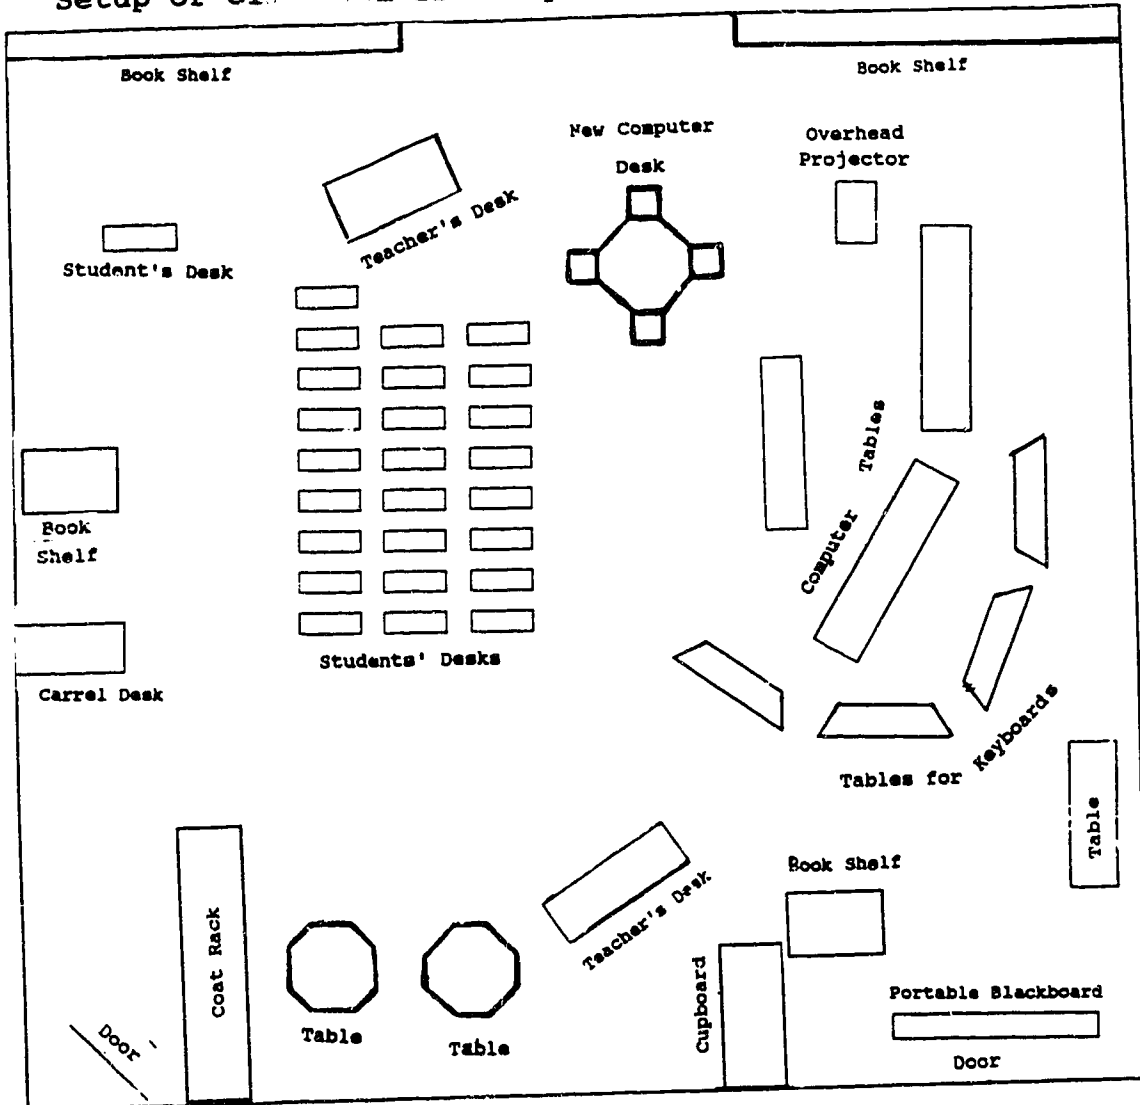 Setup of
Book Shelf
Book Shelf
New Computer
Desk
Overhead
Projector
Teacher's Desk
Student's Desk
Computer Tables
Book
Shelf
Students' Desks
Carrel Desk
Tables for Keyboards
Table
Book Shelf
Teacher's Desk
Coat Rack
Cupboard
Portable Blackboard
Table
Table
Door
Door